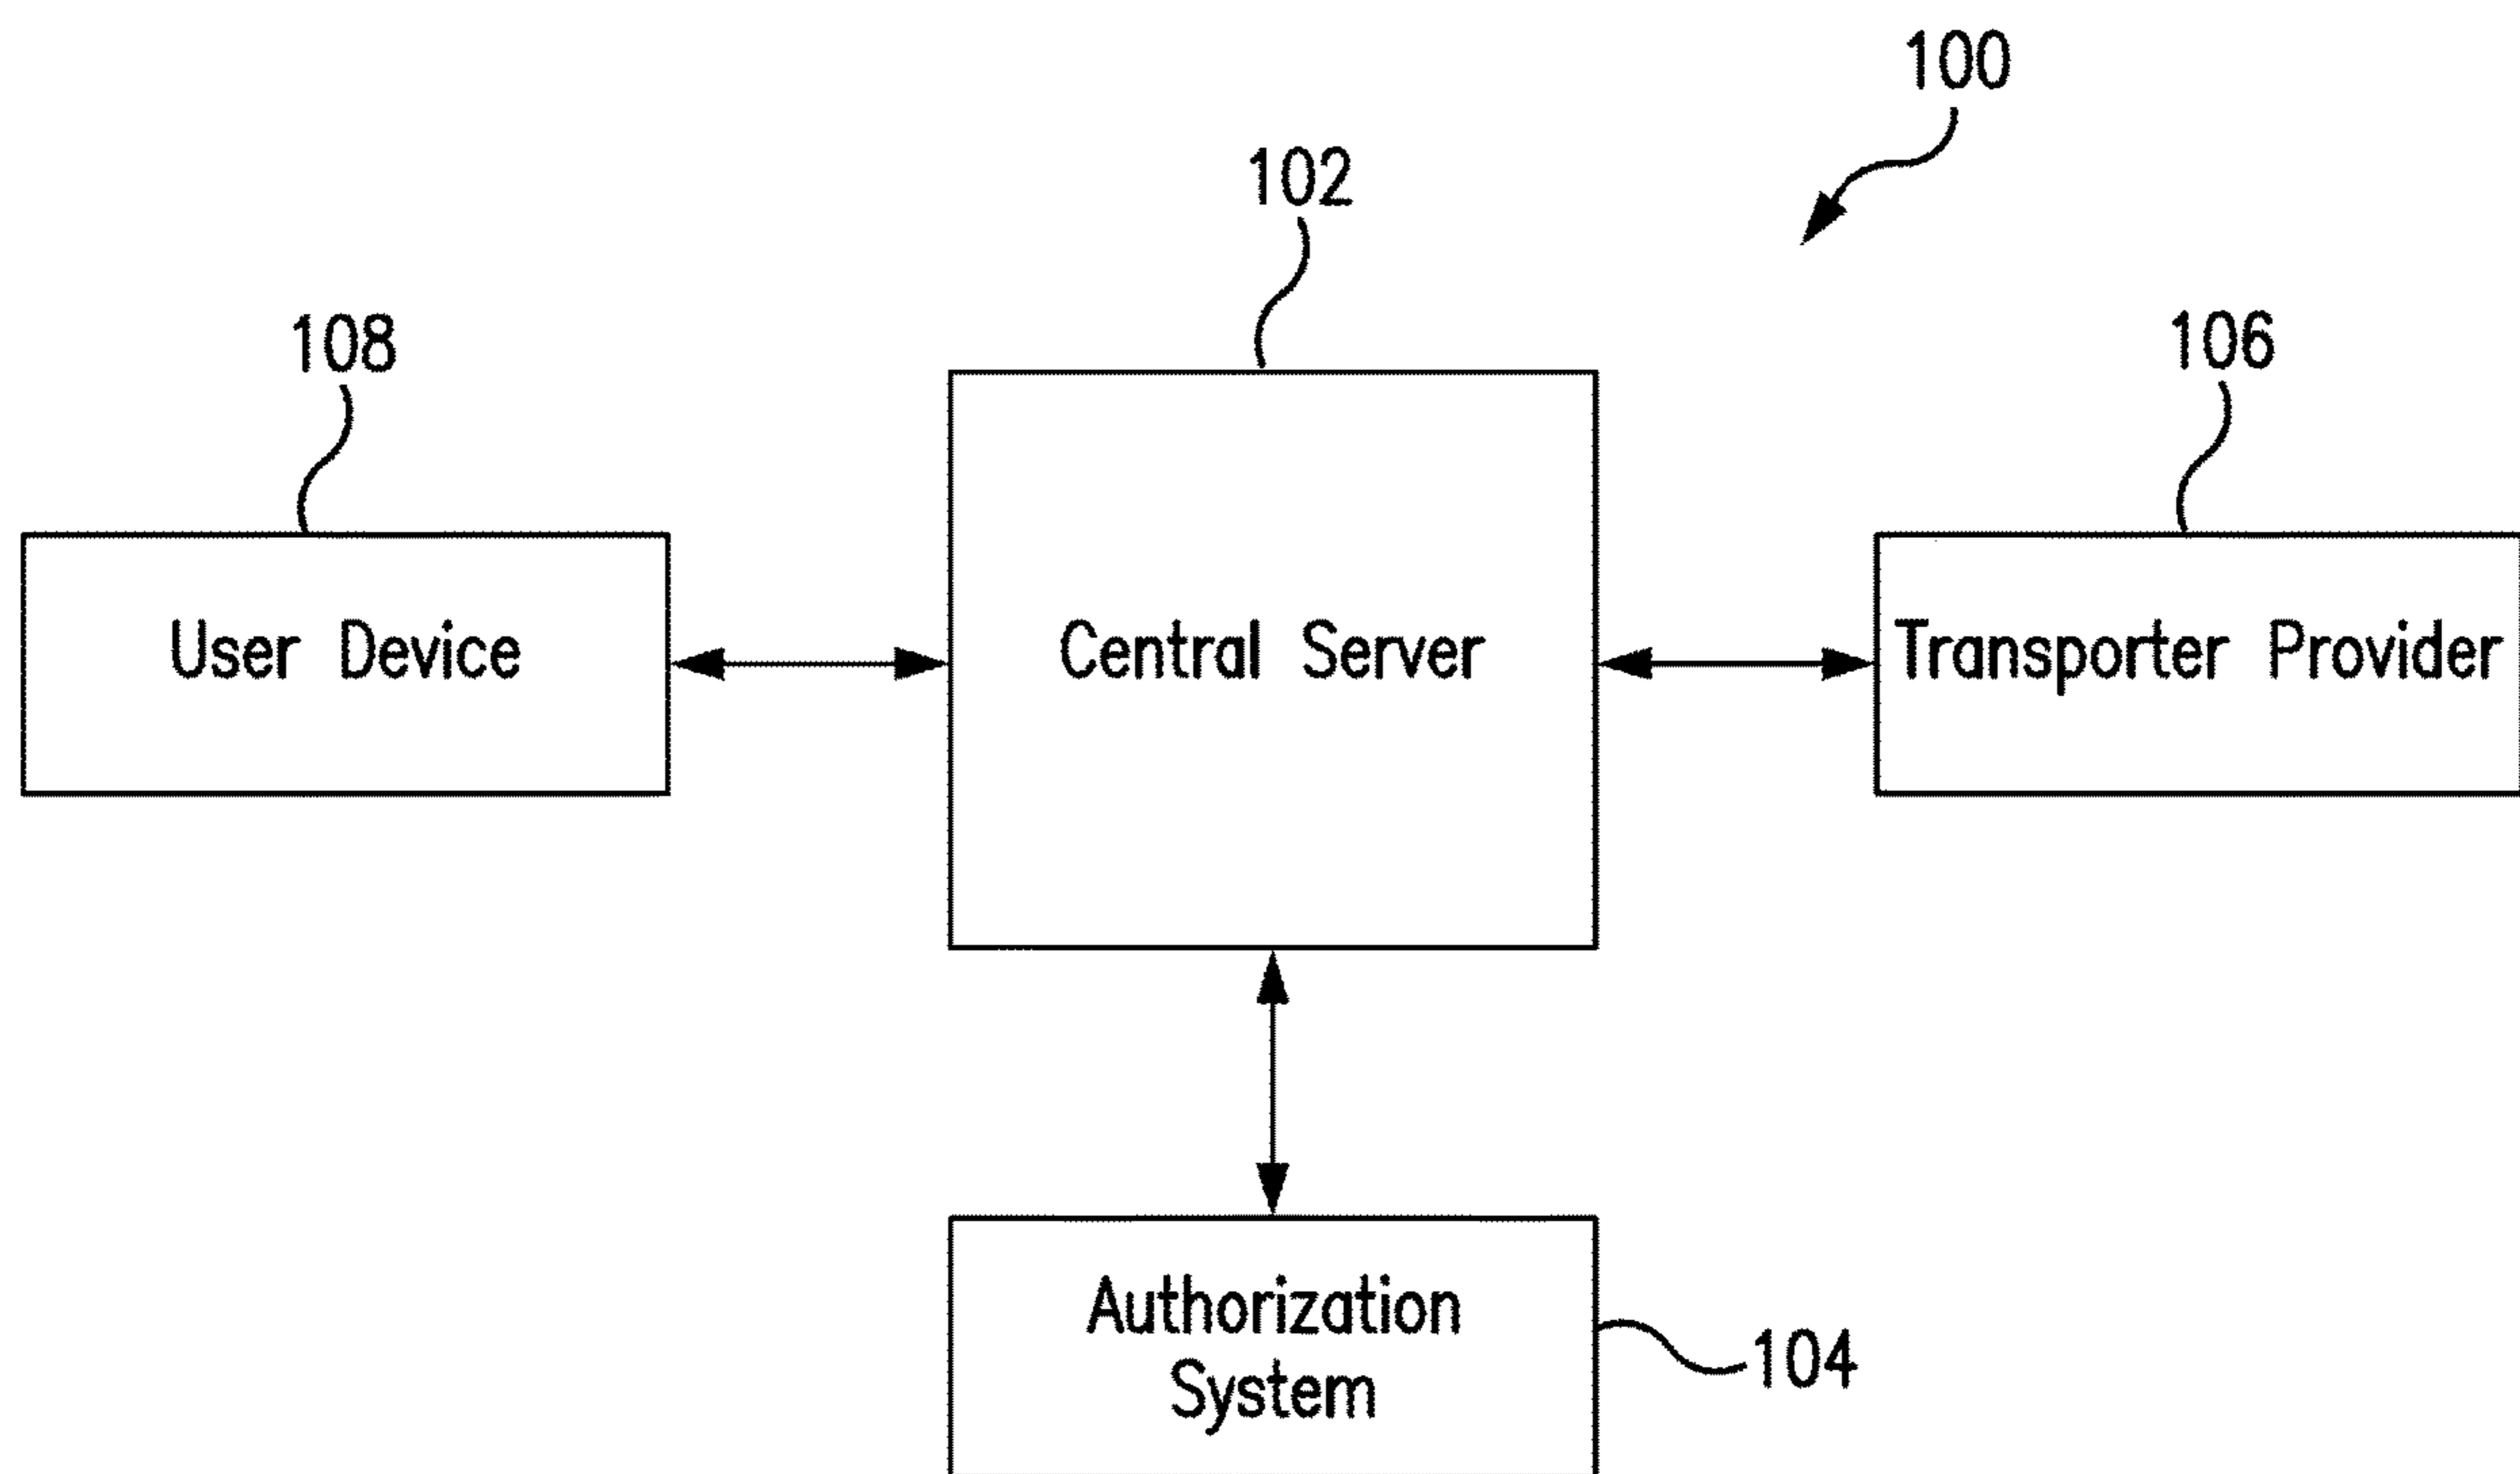 100
102
108
106
User Device
Central Server
Transporter Provider
Authorization
System
104